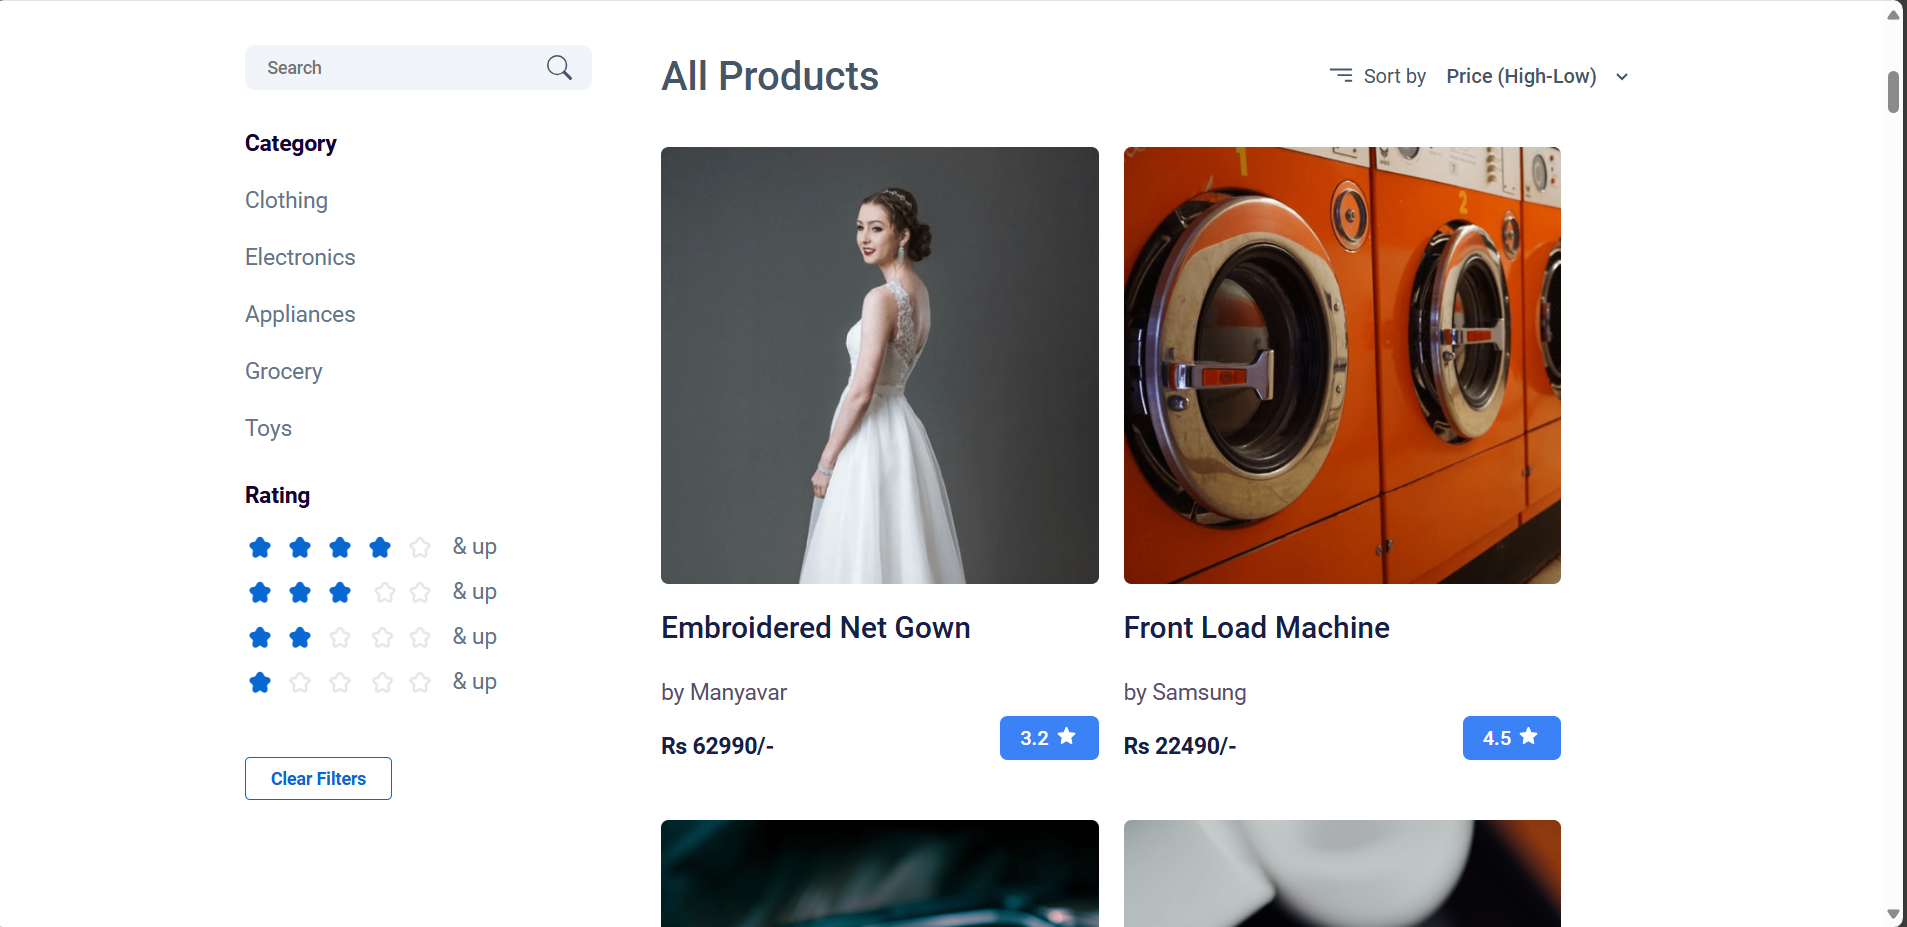 Search
All Products
Sort by Price (High-Low)
Category
Clothing
Electronics
Appliances
Grocery
Toys
Rating
& up
& up
& up
& up
Clear Filters
1
2
Embroidered Net Gown
by Manyavar
Rs 62990/-
3.2
Front Load Machine
by Samsung
Rs 22490/-
4.5